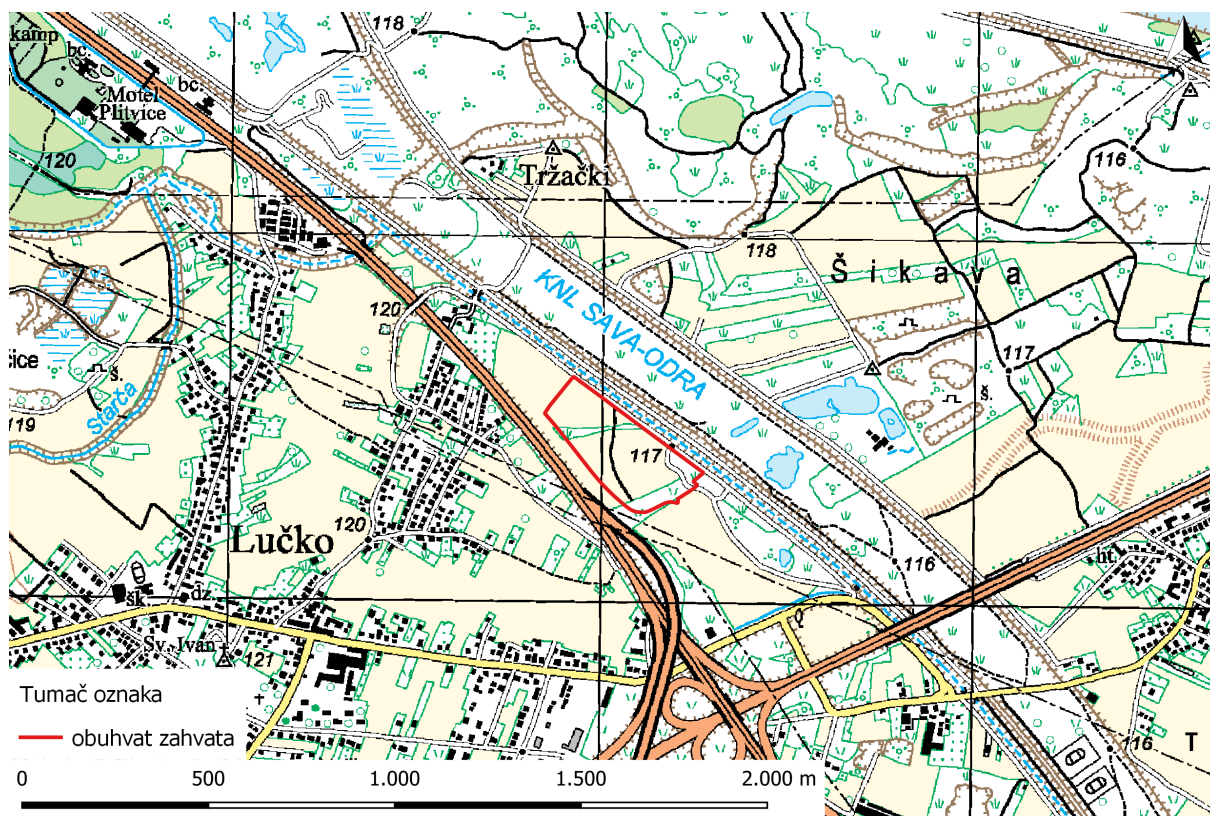 kamp
bc.
Motel
Plitvice
bc.
118
120
Tržački
116
118
Šikava
KNL SAVA-ODRA
120
117
š.
š.
119
Starča
117
Lučko
120
116
ht.
šk
dz
Sv. Ivan
121
116
T
Tumač oznaka
obuhvat zahvata
0 500 1.000 1.500 2.000 m